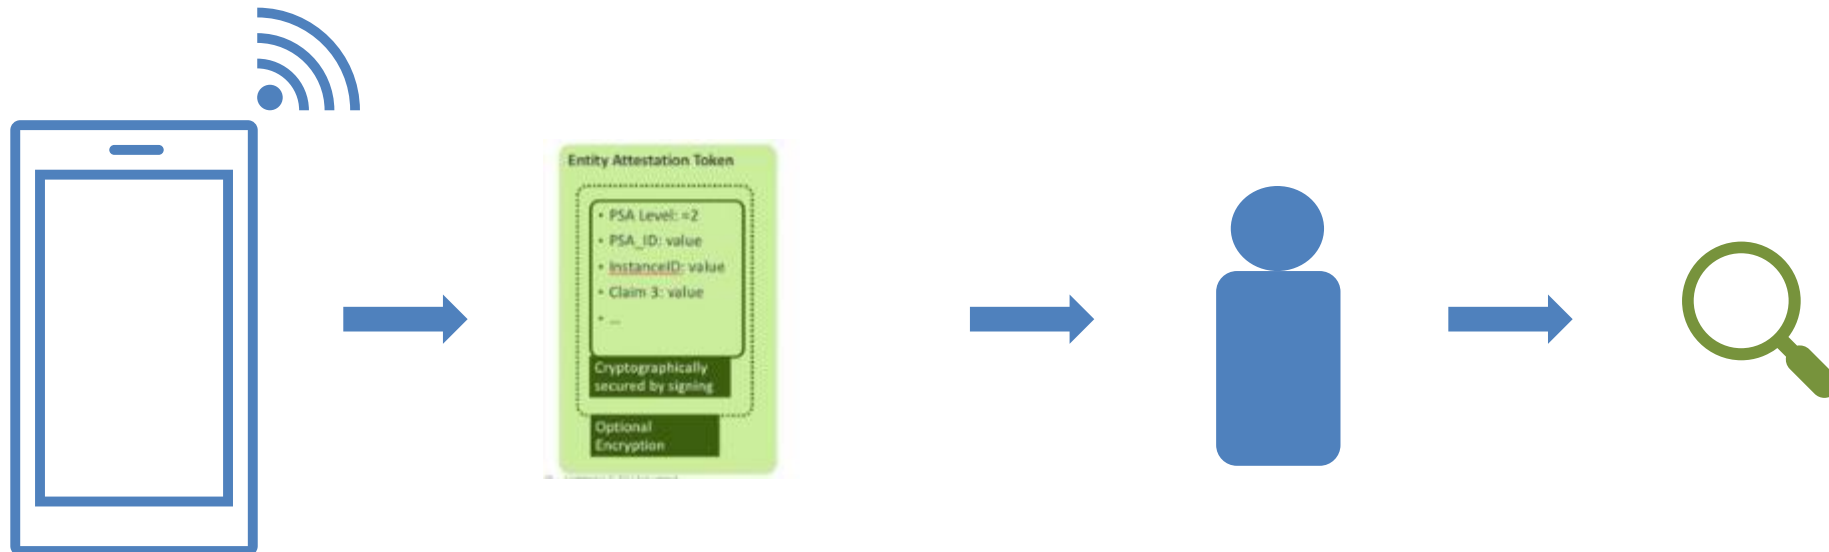 Entity Attestation Token
• PSA Level: =2
• PSA_ID: value
• InstanceID: value
• Claim 3: value
• ...
Cryptographically
secured by signing
Optional
Encryption